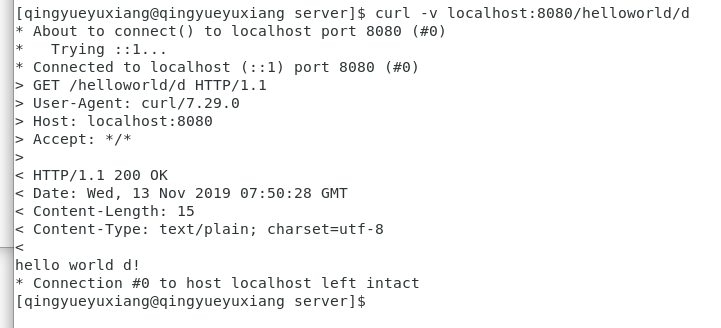 [qingyueyuxiang@qingyueyuxiang server]$ curl -v localhost:8080/helloworld/d
* About to connect() to localhost port 8080 (#0)
*   Trying ::1...
* Connected to localhost (::1) port 8080 (#0)
> GET /helloworld/d HTTP/1.1
> User-Agent: curl/7.29.0
> Host: localhost:8080
> Accept: */*
>
< HTTP/1.1 200 OK
< Date: Wed, 13 Nov 2019 07:50:28 GMT
< Content-Length: 15
< Content-Type: text/plain; charset=utf-8
<
hello world d!
* Connection #0 to host localhost left intact
[qingyueyuxiang@qingyueyuxiang server]$